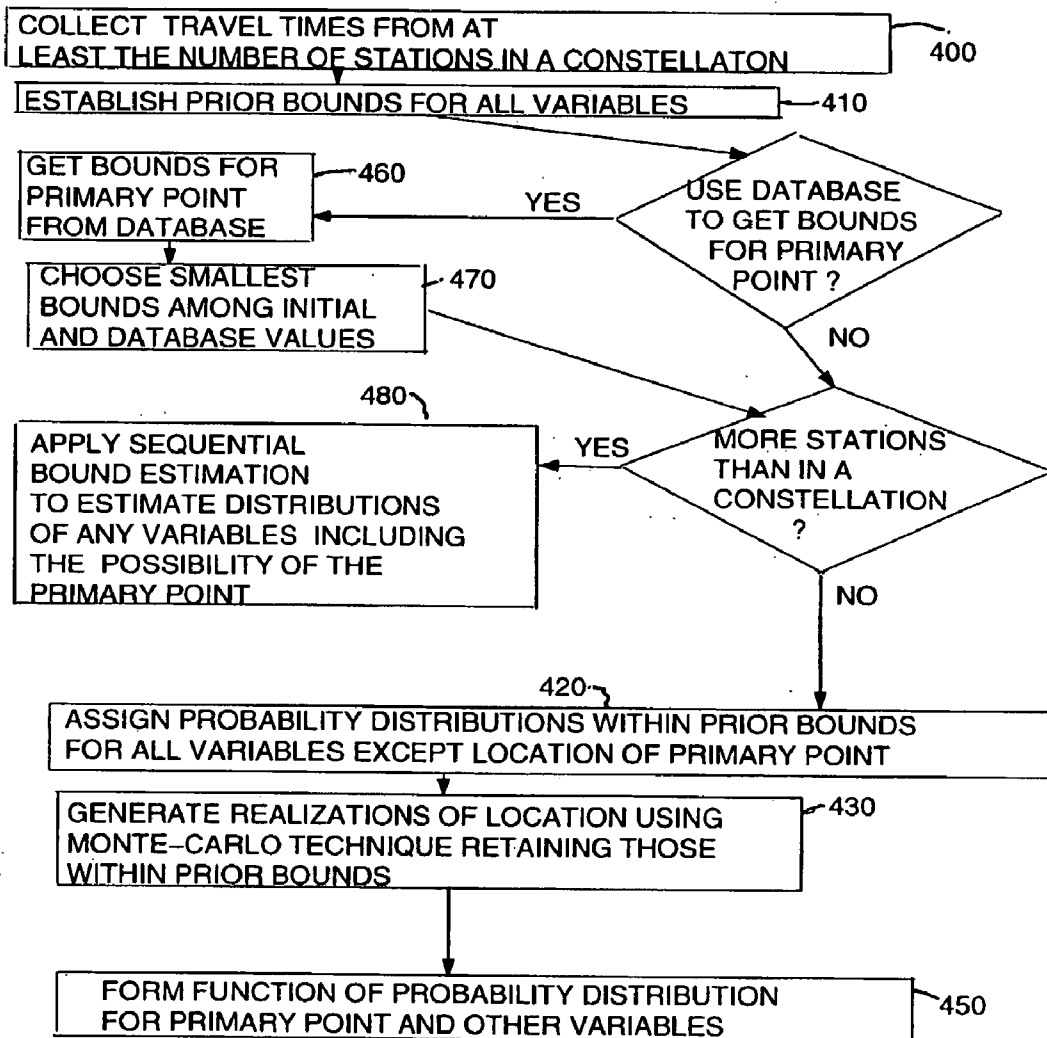 COLLECT TRAVEL TIMES FROM AT
LEAST THE NUMBER OF STATIONS IN A CONSTELLATON
400
ESTABLISH PRIOR BOUNDS FOR ALL VARIABLES
410
GET BOUNDS FOR
PRIMARY POINT
FROM DATABASE
460
YES
USE DATABASE
TO GET BOUNDS
FOR PRIMARY
POINT ?
CHOOSE SMALLEST
BOUNDS AMONG INITIAL
AND DATABASE VALUES
470
NO
480
APPLY SEQUENTIAL
BOUND ESTIMATION
TO ESTIMATE DISTRIBUTIONS
OF ANY VARIABLES INCLUDING
THE POSSIBILITY OF THE
PRIMARY POINT
YES
MORE STATIONS
THAN IN A
CONSTELLATION
?
NO
420
ASSIGN PROBABILITY DISTRIBUTIONS WITHIN PRIOR BOUNDS
FOR ALL VARIABLES EXCEPT LOCATION OF PRIMARY POINT
GENERATE REALIZATIONS OF LOCATION USING
MONTE-CARLO TECHNIQUE RETAINING THOSE
WITHIN PRIOR BOUNDS
430
FORM FUNCTION OF PROBABILITY DISTRIBUTION
FOR PRIMARY POINT AND OTHER VARIABLES
450